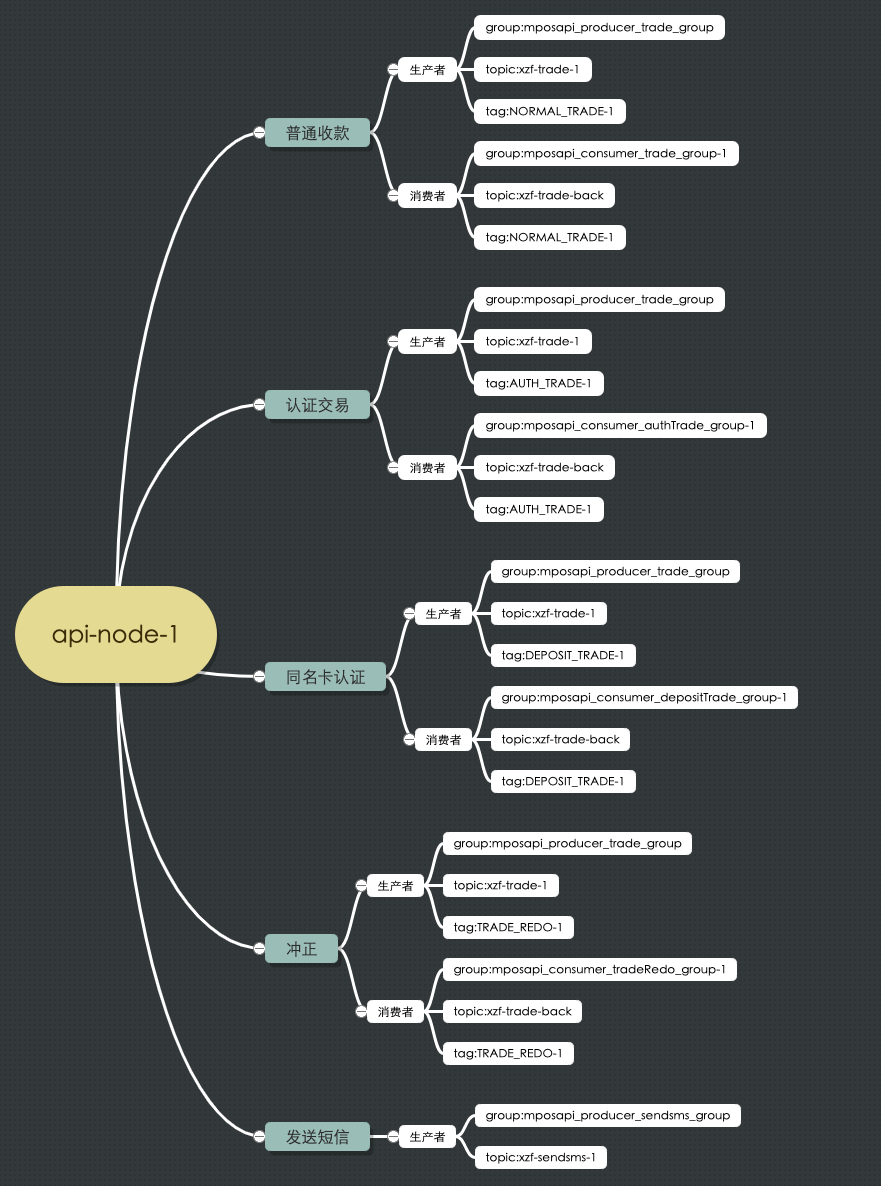 group:mposapi_producer_trade_group
生产者
topic:xzf-trade-1
tag:NORMAL_TRADE-1
普通收款
group:mposapi_consumer_trade_group-1
消费者
topic:xzf-trade-back
tag:NORMAL_TRADE-1
group:mposapi_producer_trade_group
生产者
topic:xzf-trade-1
tag:AUTH_TRADE-1
认证交易
group:mposapi_consumer_authTrade_group-1
消费者
topic:xzf-trade-back
tag:AUTH_TRADE-1
group:mposapi_producer_trade_group
生产者
topic:xzf-trade-1
api-node-1
tag:DEPOSIT_TRADE-1
同名卡认证
group:mposapi_consumer_depositTrade_group-1
消费者
topic:xzf-trade-back
tag:DEPOSIT_TRADE-1
group:mposapi_producer_trade_group
生产者
topic:xzf-trade-1
tag:TRADE_REDO-1
冲正
group:mposapi_consumer_tradeRedo_group-1
消费者
topic:xzf-trade-back
tag:TRADE_REDO-1
group:mposapi_producer_sendsms_group
发送短信
生产者
topic:xzf-sendsms-1